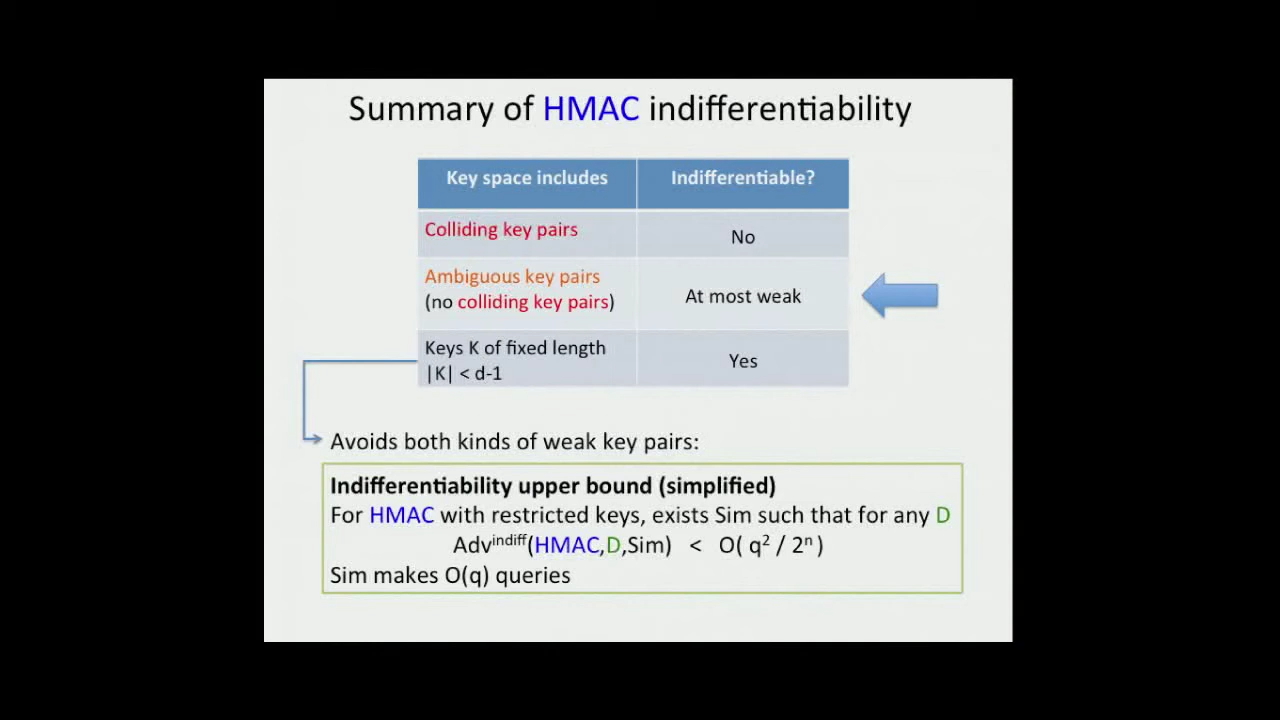 Summary of HMAC indifferentiability
Key space includes
Indifferentiable?
Colliding key pairs
No
Ambiguous key pairs
(no colliding key pairs)
At most weak
Keys K of fixed length
|K| < d-1
Yes
Avoids both kinds of weak key pairs:
Indifferentiability upper bound (simplified)
For HMAC with restricted keys, exists Sim such that for any D
Adv^indiff(HMAC,D,Sim) < O( q² / 2ⁿ )
Sim makes O(q) queries